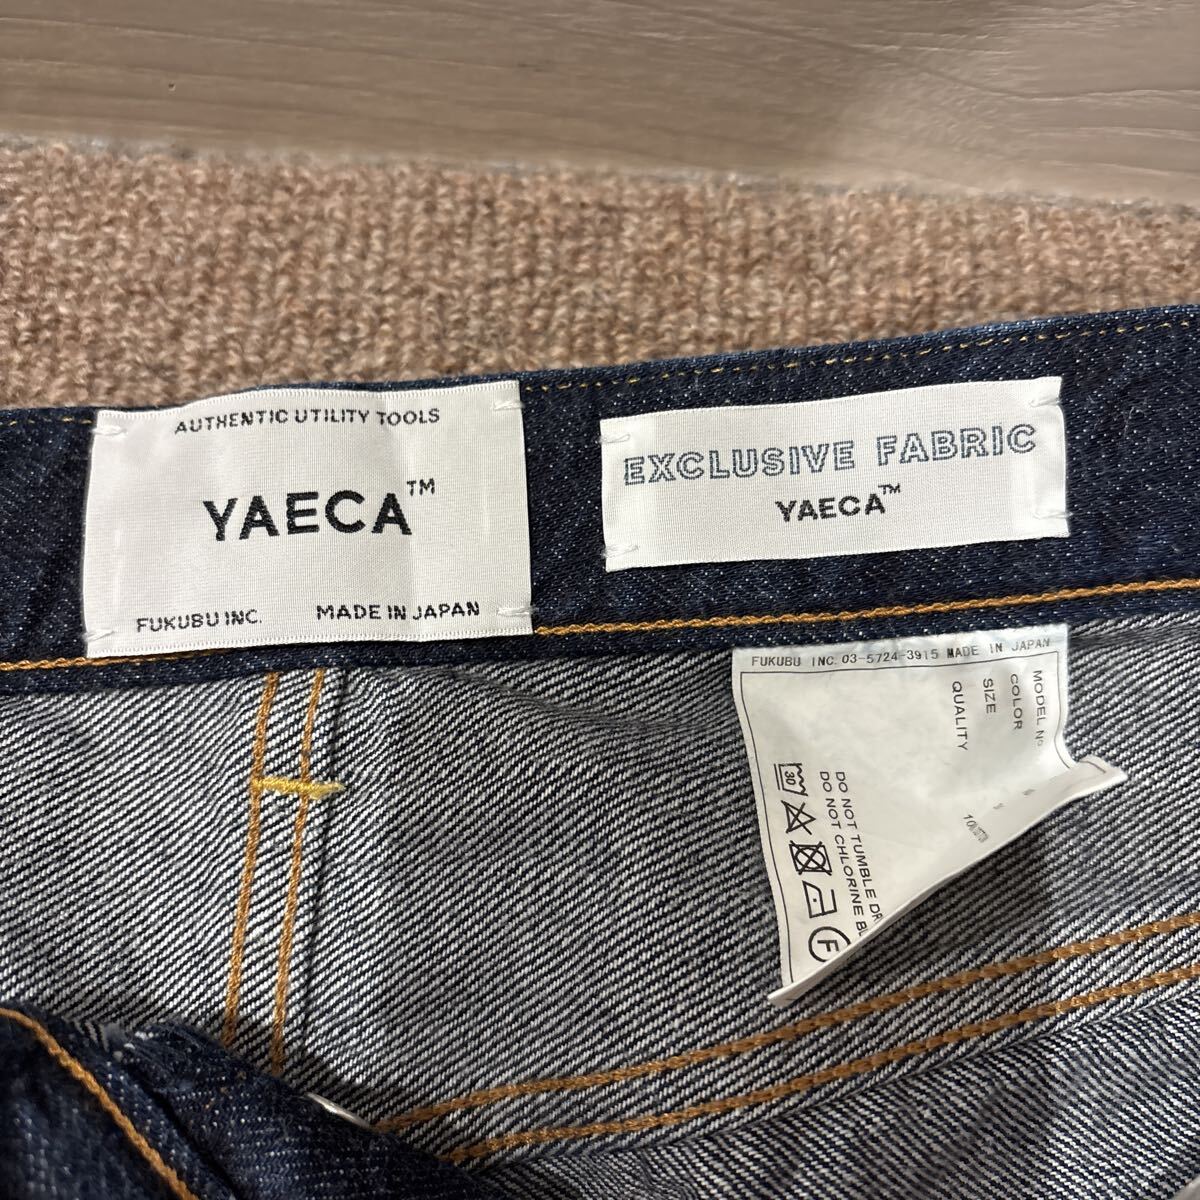 AUTHENTIC UTILITY TOOLS
YAECA™
FUKUBU INC. MADE IN JAPAN
EXCLUSIVE FABRIC
YAECA™
FUKUBU INC. 03-5724-3915 MADE IN JAPAN
MODEL Nº
COLOR
SIZE
QUALITY
DO NOT TUMBLE DR
DO NOT CHLORINE B
30
F